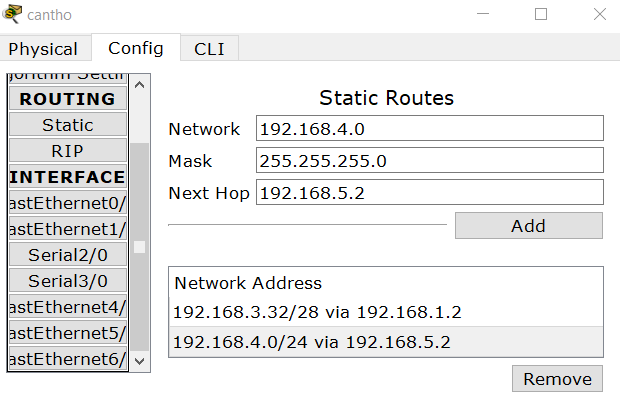 cantho
Physical Config CLI
ROUTING
Static
RIP
INTERFACE
astEthernet0/
astEthernet1/
Serial2/0
Serial3/0
astEthernet4/
astEthernet5/
astEthernet6/
Static Routes
Network 192.168.4.0
Mask 255.255.255.0
Next Hop 192.168.5.2
Add
Network Address
192.168.3.32/28 via 192.168.1.2
192.168.4.0/24 via 192.168.5.2
Remove